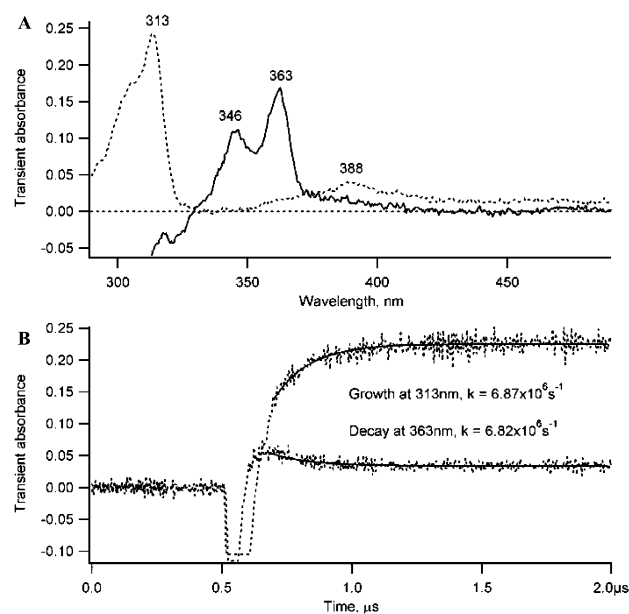 A
0.25
0.20
0.15
0.10
0.05
0.00
-0.05
Transient absorbance
313
346
363
388
300 350 400 450
Wavelength, nm
B
0.25
0.20
0.15
0.10
0.05
0.00
-0.05
-0.10
Transient absorbance
Growth at 313nm, k = 6.87x10⁶s⁻¹
Decay at 363nm, k = 6.82x10⁶s⁻¹
0.0 0.5 1.0 1.5 2.0µs
Time, µs